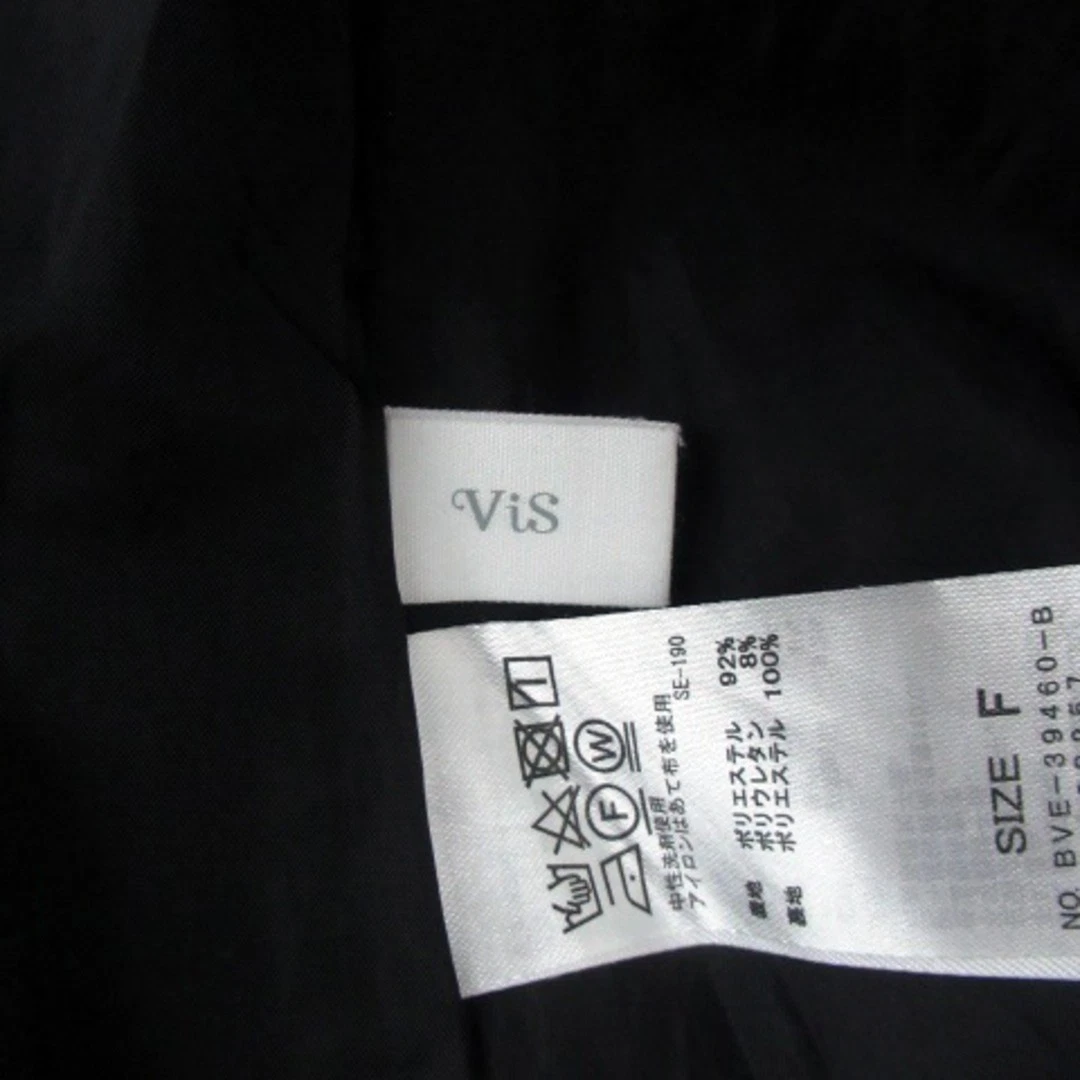 ViS
W
F
中性洗剤使用
アイロンはあて布を使用
SE-190
表地 ポリエステル 92%
ポリウレタン 8%
裏地 ポリエステル 100%
SIZE F
NO. BVE-39460-B